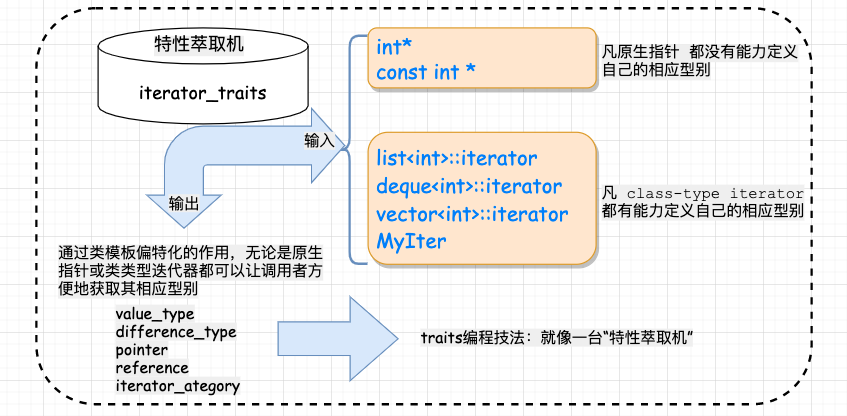 特性萃取机
iterator_traits
输入
输出
int*
const int *
凡原生指针 都没有能力定义
自己的相应型别
list<int>::iterator
deque<int>::iterator
vector<int>::iterator
MyIter
凡 class-type iterator
都有能力定义自己的相应型别
通过类模板偏特化的作用，无论是原生
指针或类类型迭代器都可以让调用者方
便地获取其相应型别
value_type
difference_type
pointer
reference
iterator_ategory
traits编程技法：就像一台“特性萃取机”